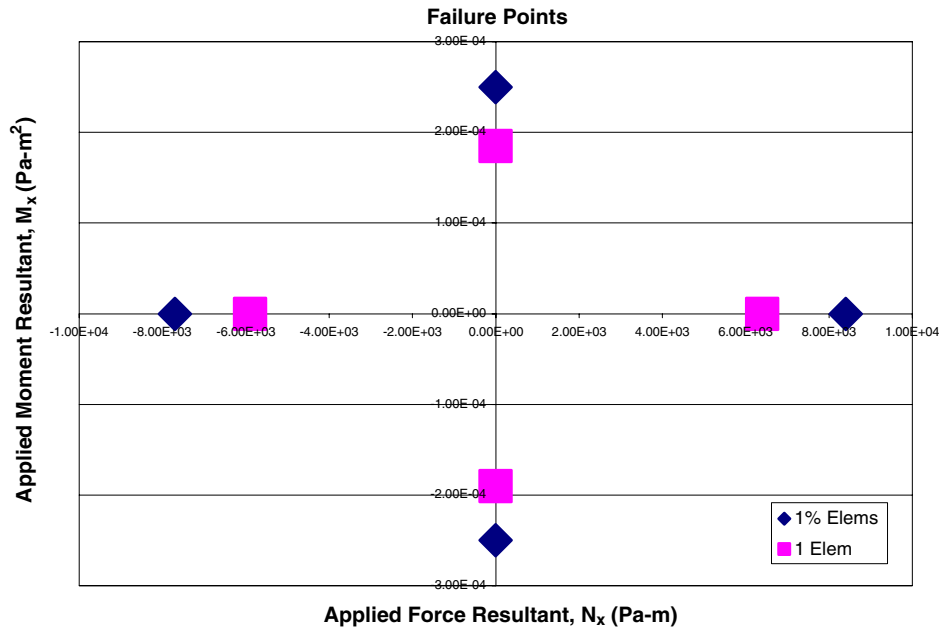 Failure Points
3.00E-04
2.00E-04
1.00E-04
0.00E+00
-1.00E-04
-2.00E-04
-3.00E-04
-1.00E+04 -8.00E+03 -6.00E+03 -4.00E+03 -2.00E+03 0.00E+00 2.00E+03 4.00E+03 6.00E+03 8.00E+03 1.00E+04
Applied Moment Resultant, Mx (Pa-m²)
1% Elems
1 Elem
Applied Force Resultant, Nx (Pa-m)